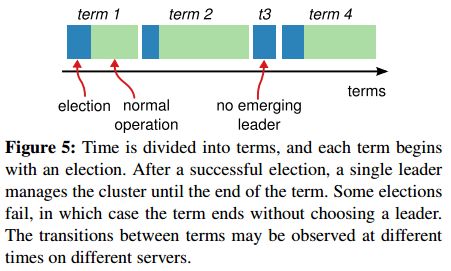 term 1 term 2 t3 term 4
terms
election normal operation no emerging leader
Figure 5: Time is divided into terms, and each term begins
with an election. After a successful election, a single leader
manages the cluster until the end of the term. Some elections
fail, in which case the term ends without choosing a leader.
The transitions between terms may be observed at different
times on different servers.